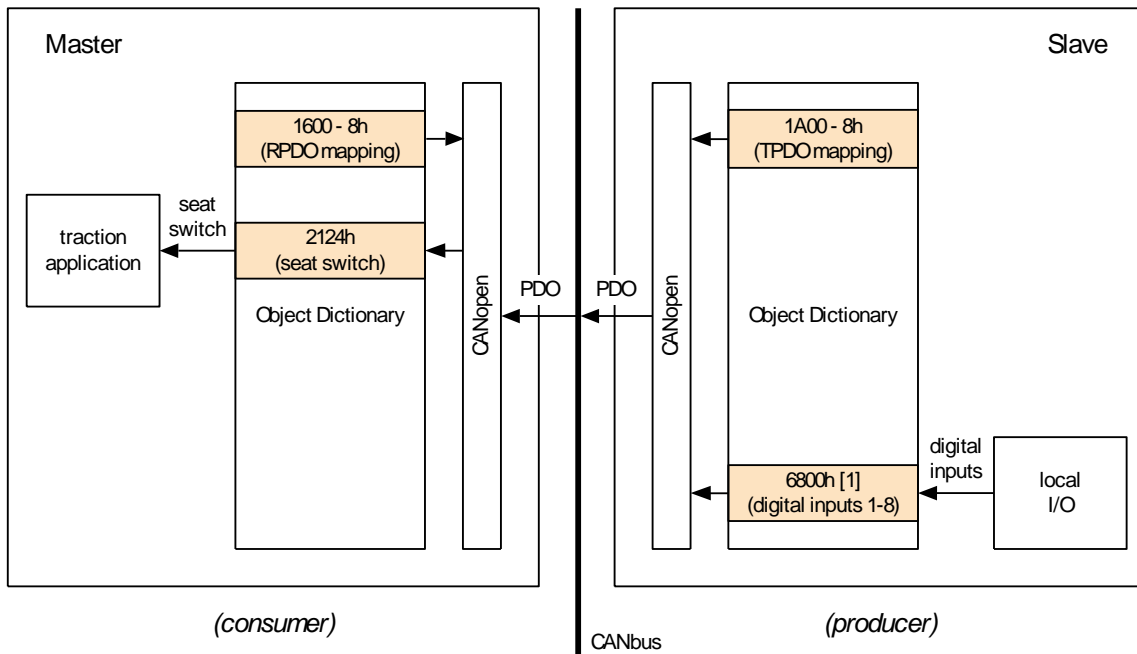 Master
1600 - 8h
(RPDO mapping)
seat
switch
traction
application
2124h
(seat switch)
Object Dictionary
CANopen
PDO
(consumer)
CANbus
Slave
1A00 - 8h
(TPDO mapping)
PDO
CANopen
Object Dictionary
6800h [1]
(digital inputs 1-8)
digital
inputs
local
I/O
(producer)